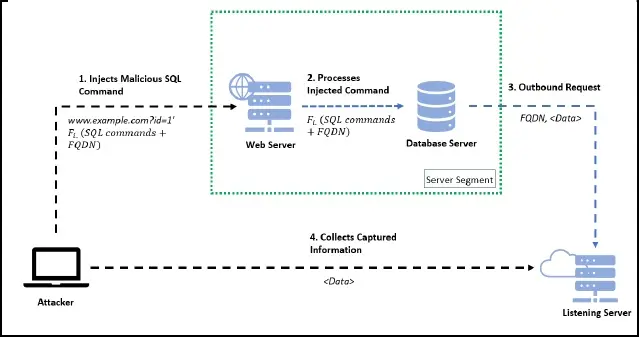 1. Injects Malicious SQL
Command
www.example.com?id=1'
F_L (SQL commands +
FQDN)
Web Server
2. Processes
Injected Command
F_L (SQL commands
+ FQDN)
Database Server
Server Segment
3. Outbound Request
FQDN, <Data>
4. Collects Captured
Information
<Data>
Attacker
Listening Server